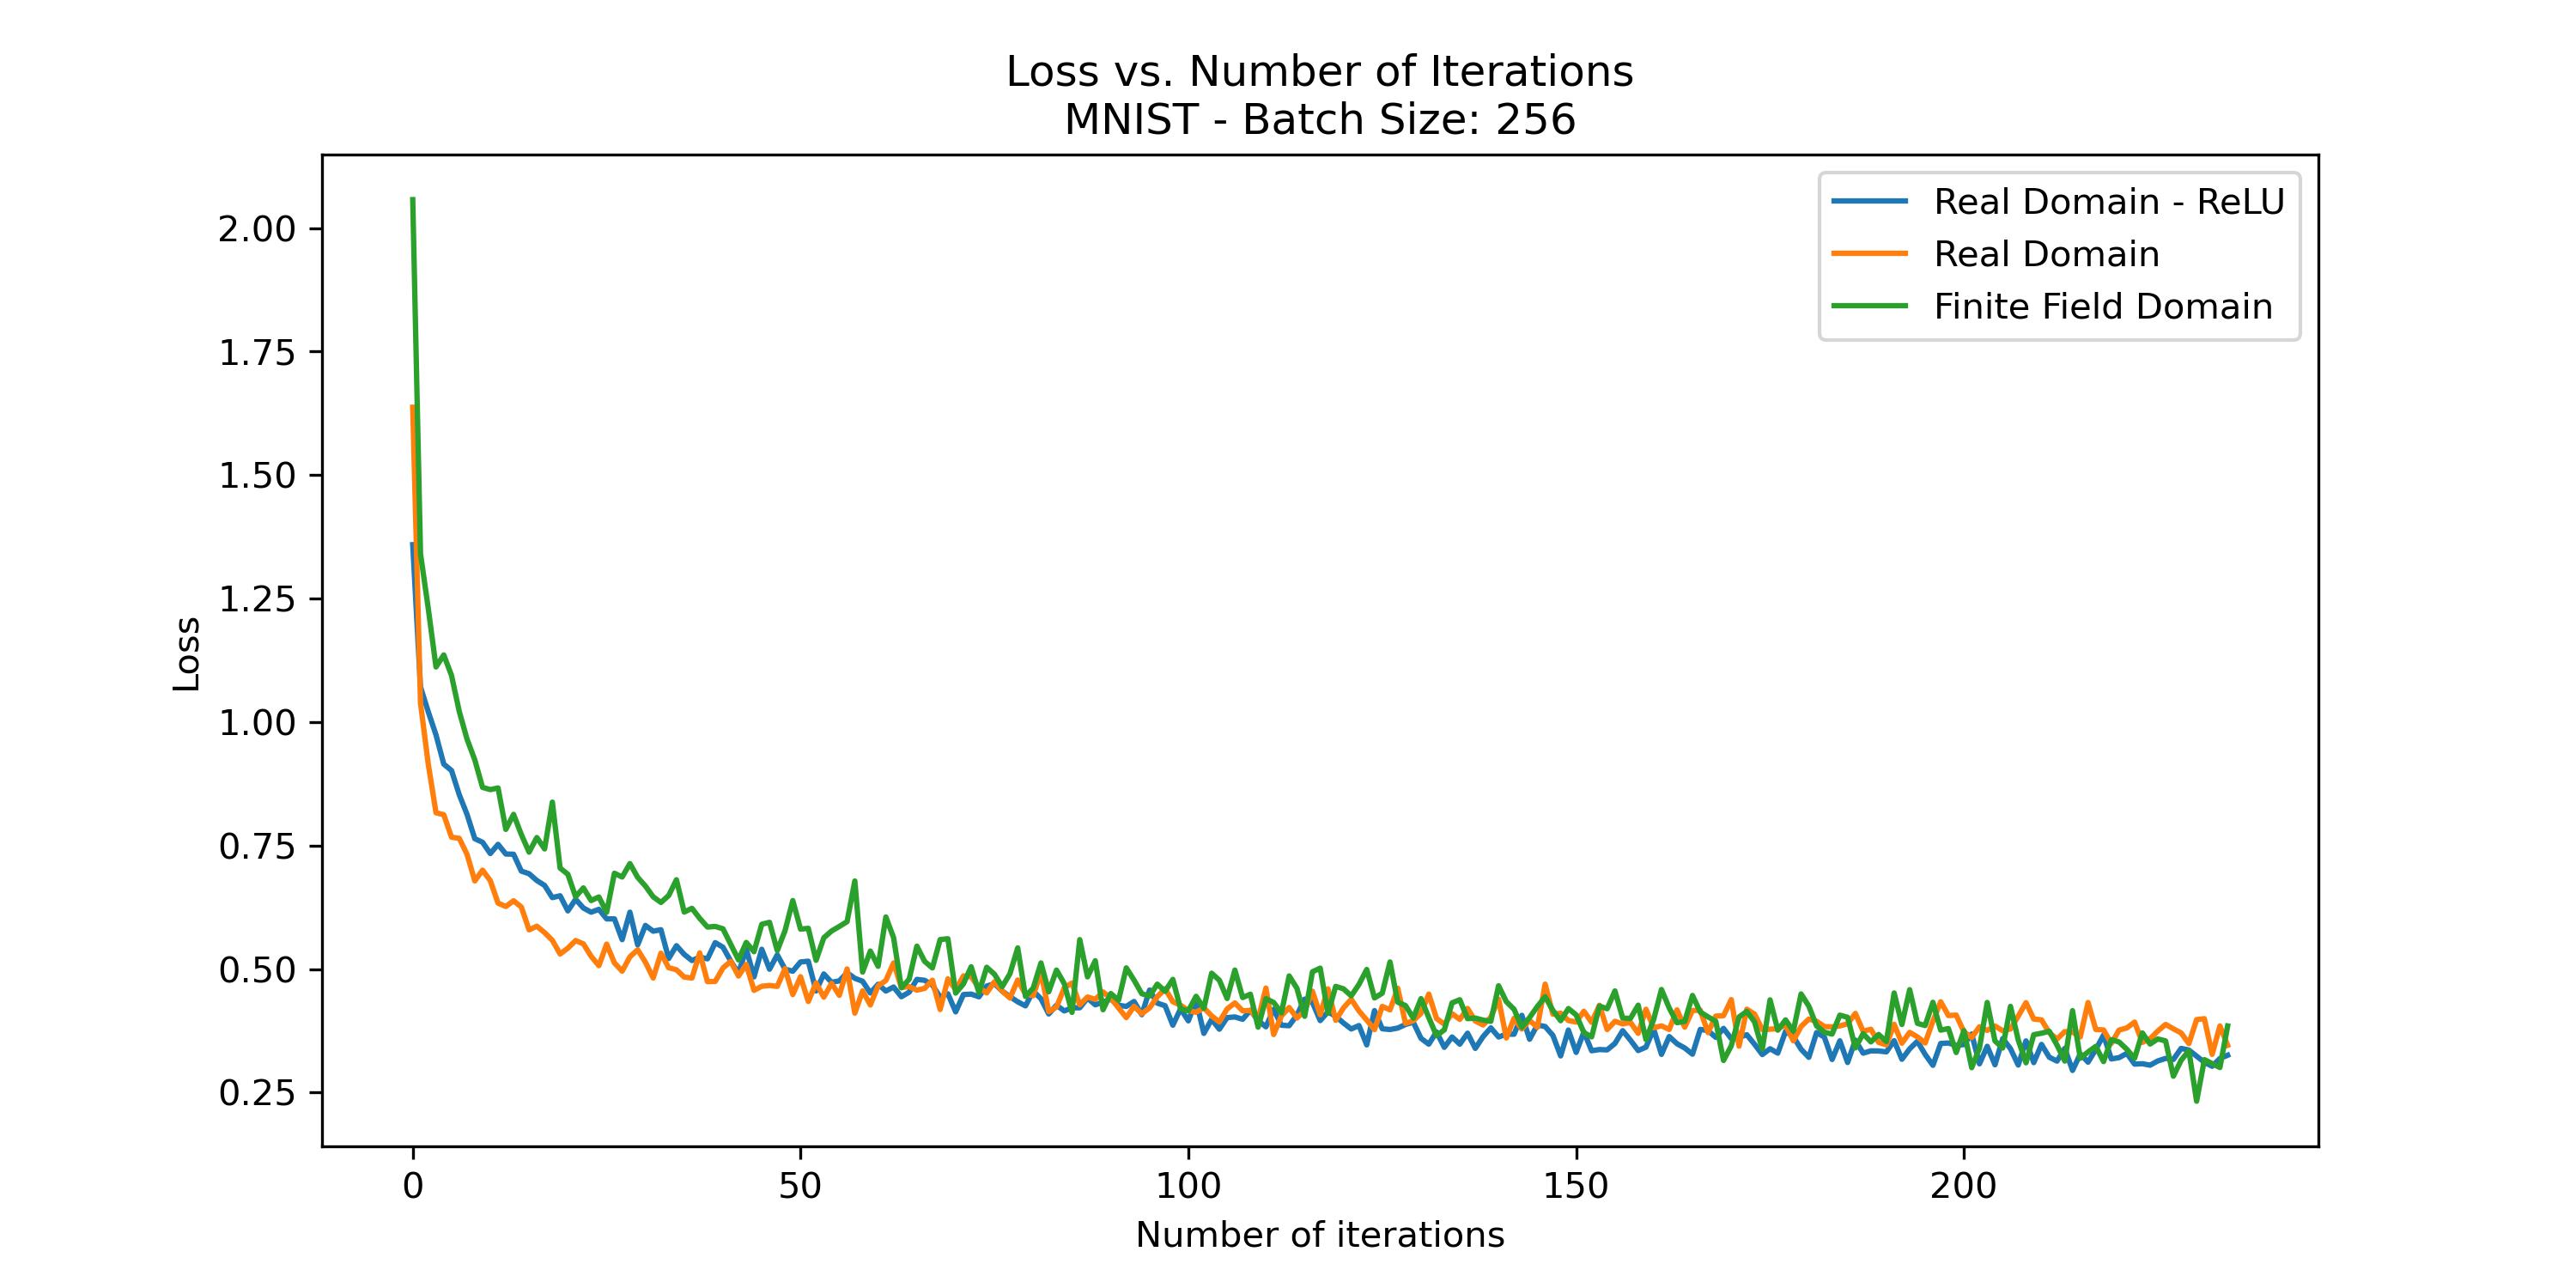 Loss vs. Number of Iterations
MNIST - Batch Size: 256
Real Domain - ReLU
Real Domain
Finite Field Domain
Loss
2.00
1.75
1.50
1.25
1.00
0.75
0.50
0.25
0 50 100 150 200
Number of iterations